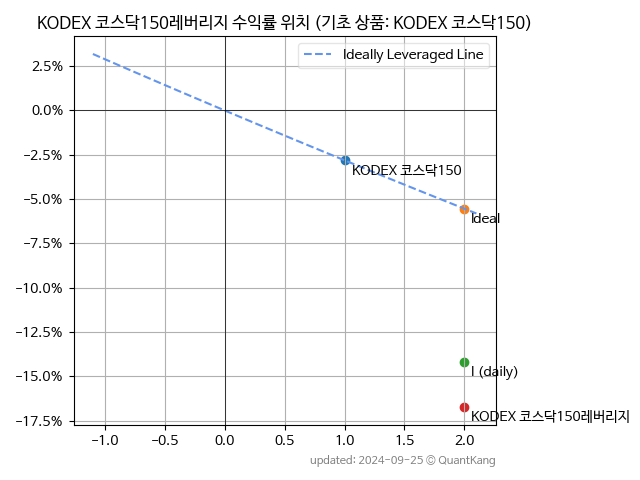 KODEX 코스닥150레버리지 수익률 위치 (기초 상품: KODEX 코스닥150)
Ideally Leveraged Line
2.5%
0.0%
−2.5%
−5.0%
−7.5%
−10.0%
−12.5%
−15.0%
−17.5%
KODEX 코스닥150
Ideal
I (daily)
KODEX 코스닥150레버리지
−1.0 −0.5 0.0 0.5 1.0 1.5 2.0
updated: 2024-09-25 © QuantKang